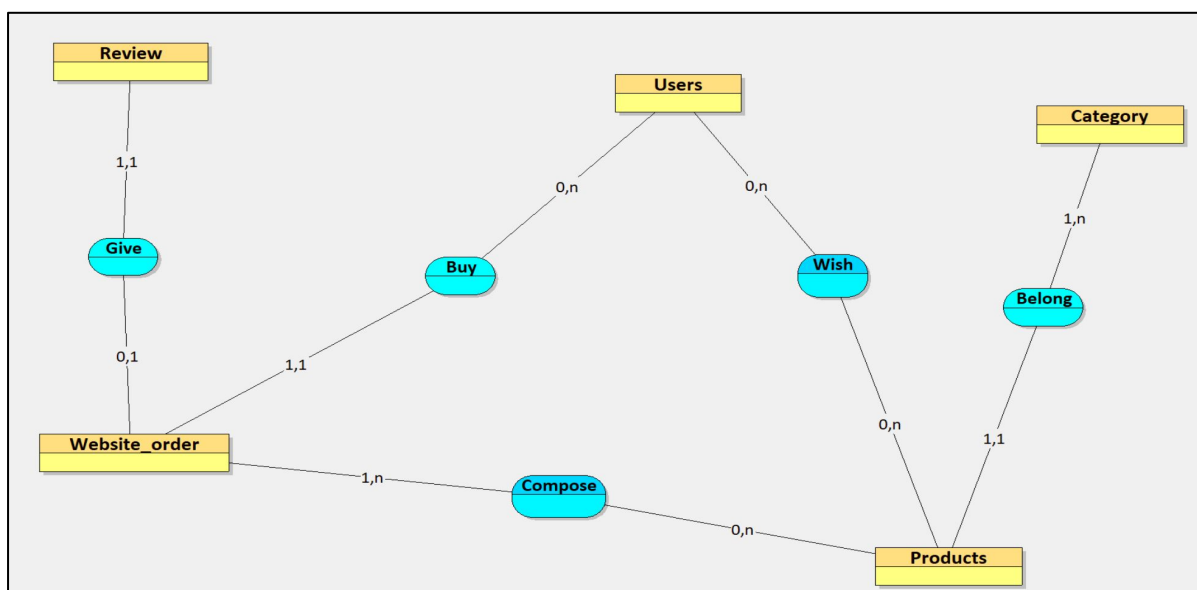 Review
Users
Category
1,1
0,n
0,n
1,n
Give
Buy
Wish
Belong
0,1
1,1
0,n
1,1
Website_order
1,n
Compose
0,n
Products